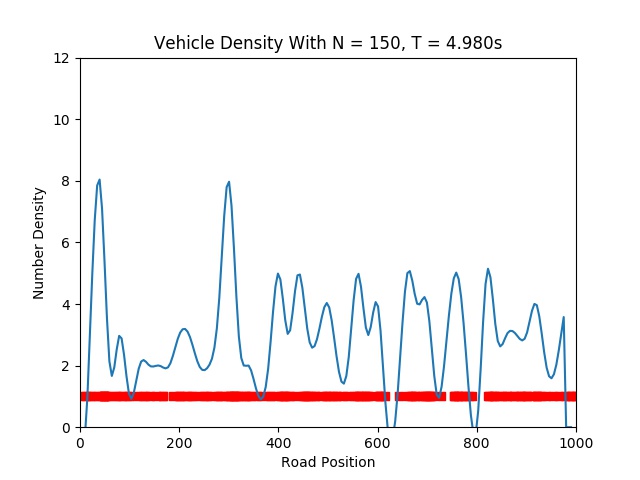 Vehicle Density With N = 150, T = 4.980s
12
10
8
6
4
2
0
Number Density
0 200 400 600 800 1000
Road Position